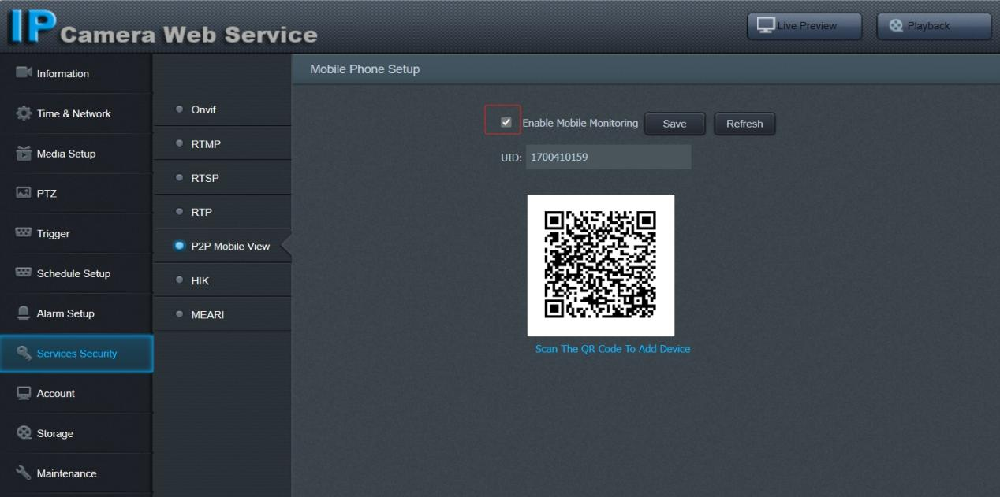 IP Camera Web Service
Live Preview
Playback
Information
Time & Network
Media Setup
PTZ
Trigger
Schedule Setup
Alarm Setup
Services Security
Account
Storage
Maintenance
Onvif
RTMP
RTSP
RTP
P2P Mobile View
HIK
MEARI
Mobile Phone Setup
Enable Mobile Monitoring Save Refresh
UID: 1700410159
Scan The QR Code To Add Device